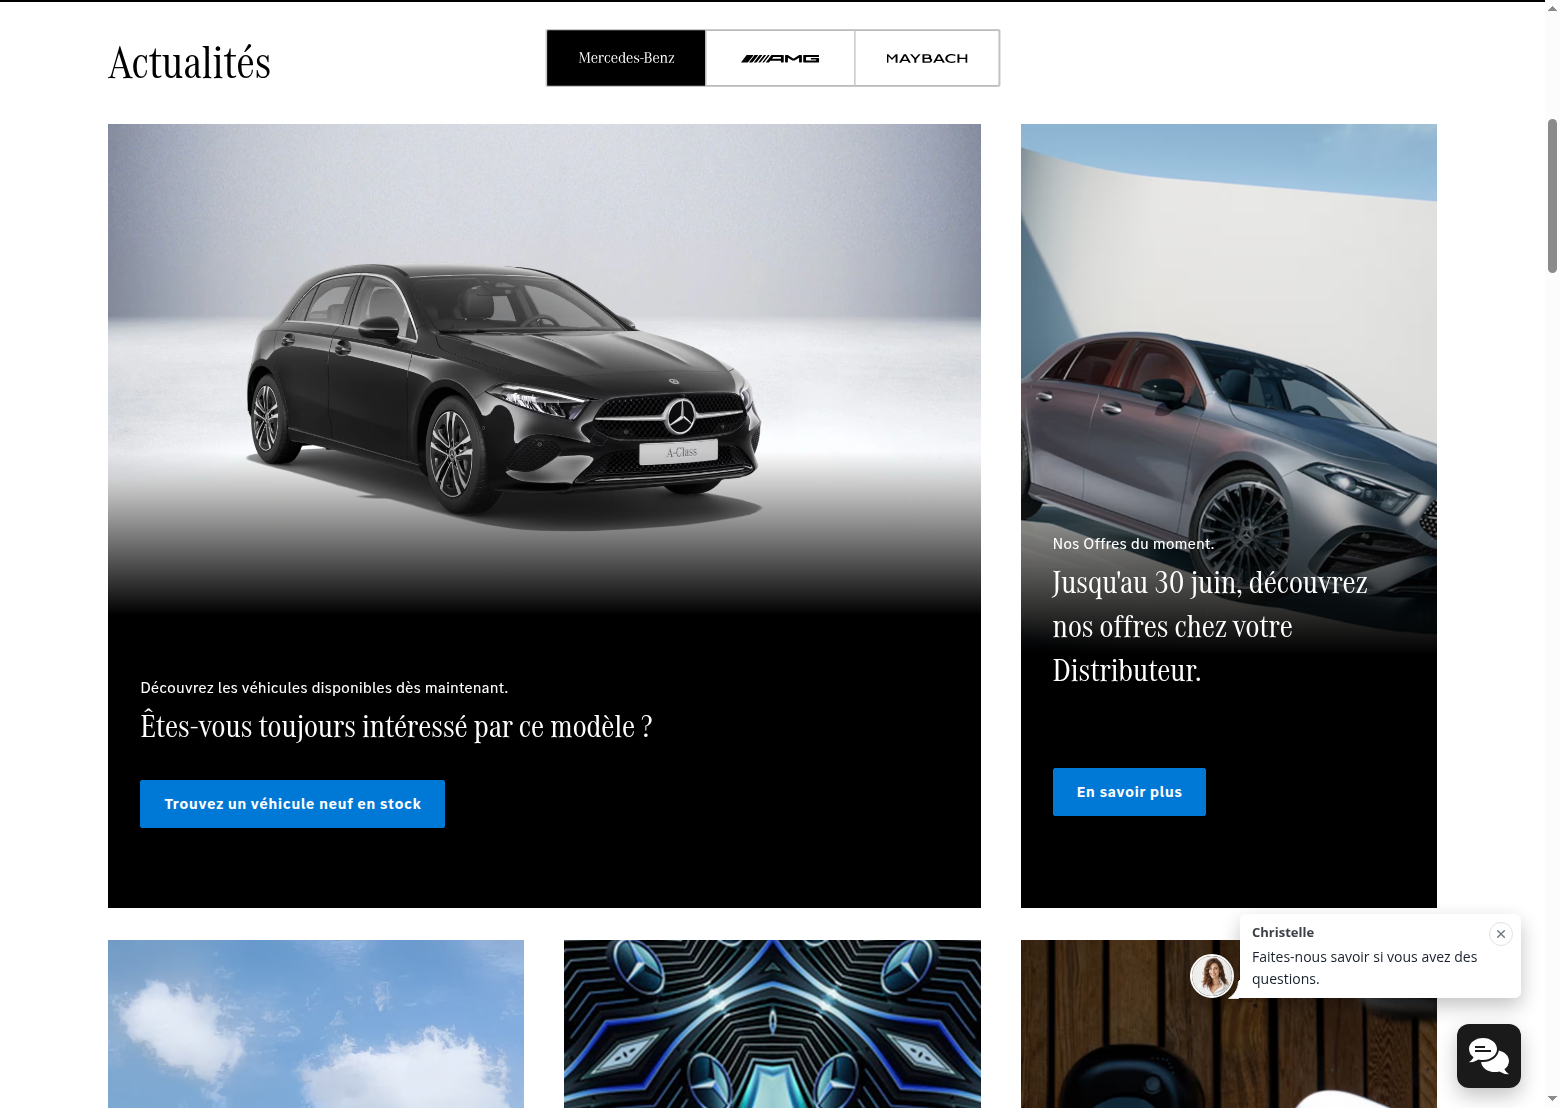 Actualités
Mercedes-Benz
AMG
MAYBACH
A-Class
Découvrez les véhicules disponibles dès maintenant.
Êtes-vous toujours intéressé par ce modèle ?
Trouvez un véhicule neuf en stock
Nos Offres du moment.
Jusqu'au 30 juin, découvrez
nos offres chez votre
Distributeur.
En savoir plus
Christelle
Faites-nous savoir si vous avez des
questions.